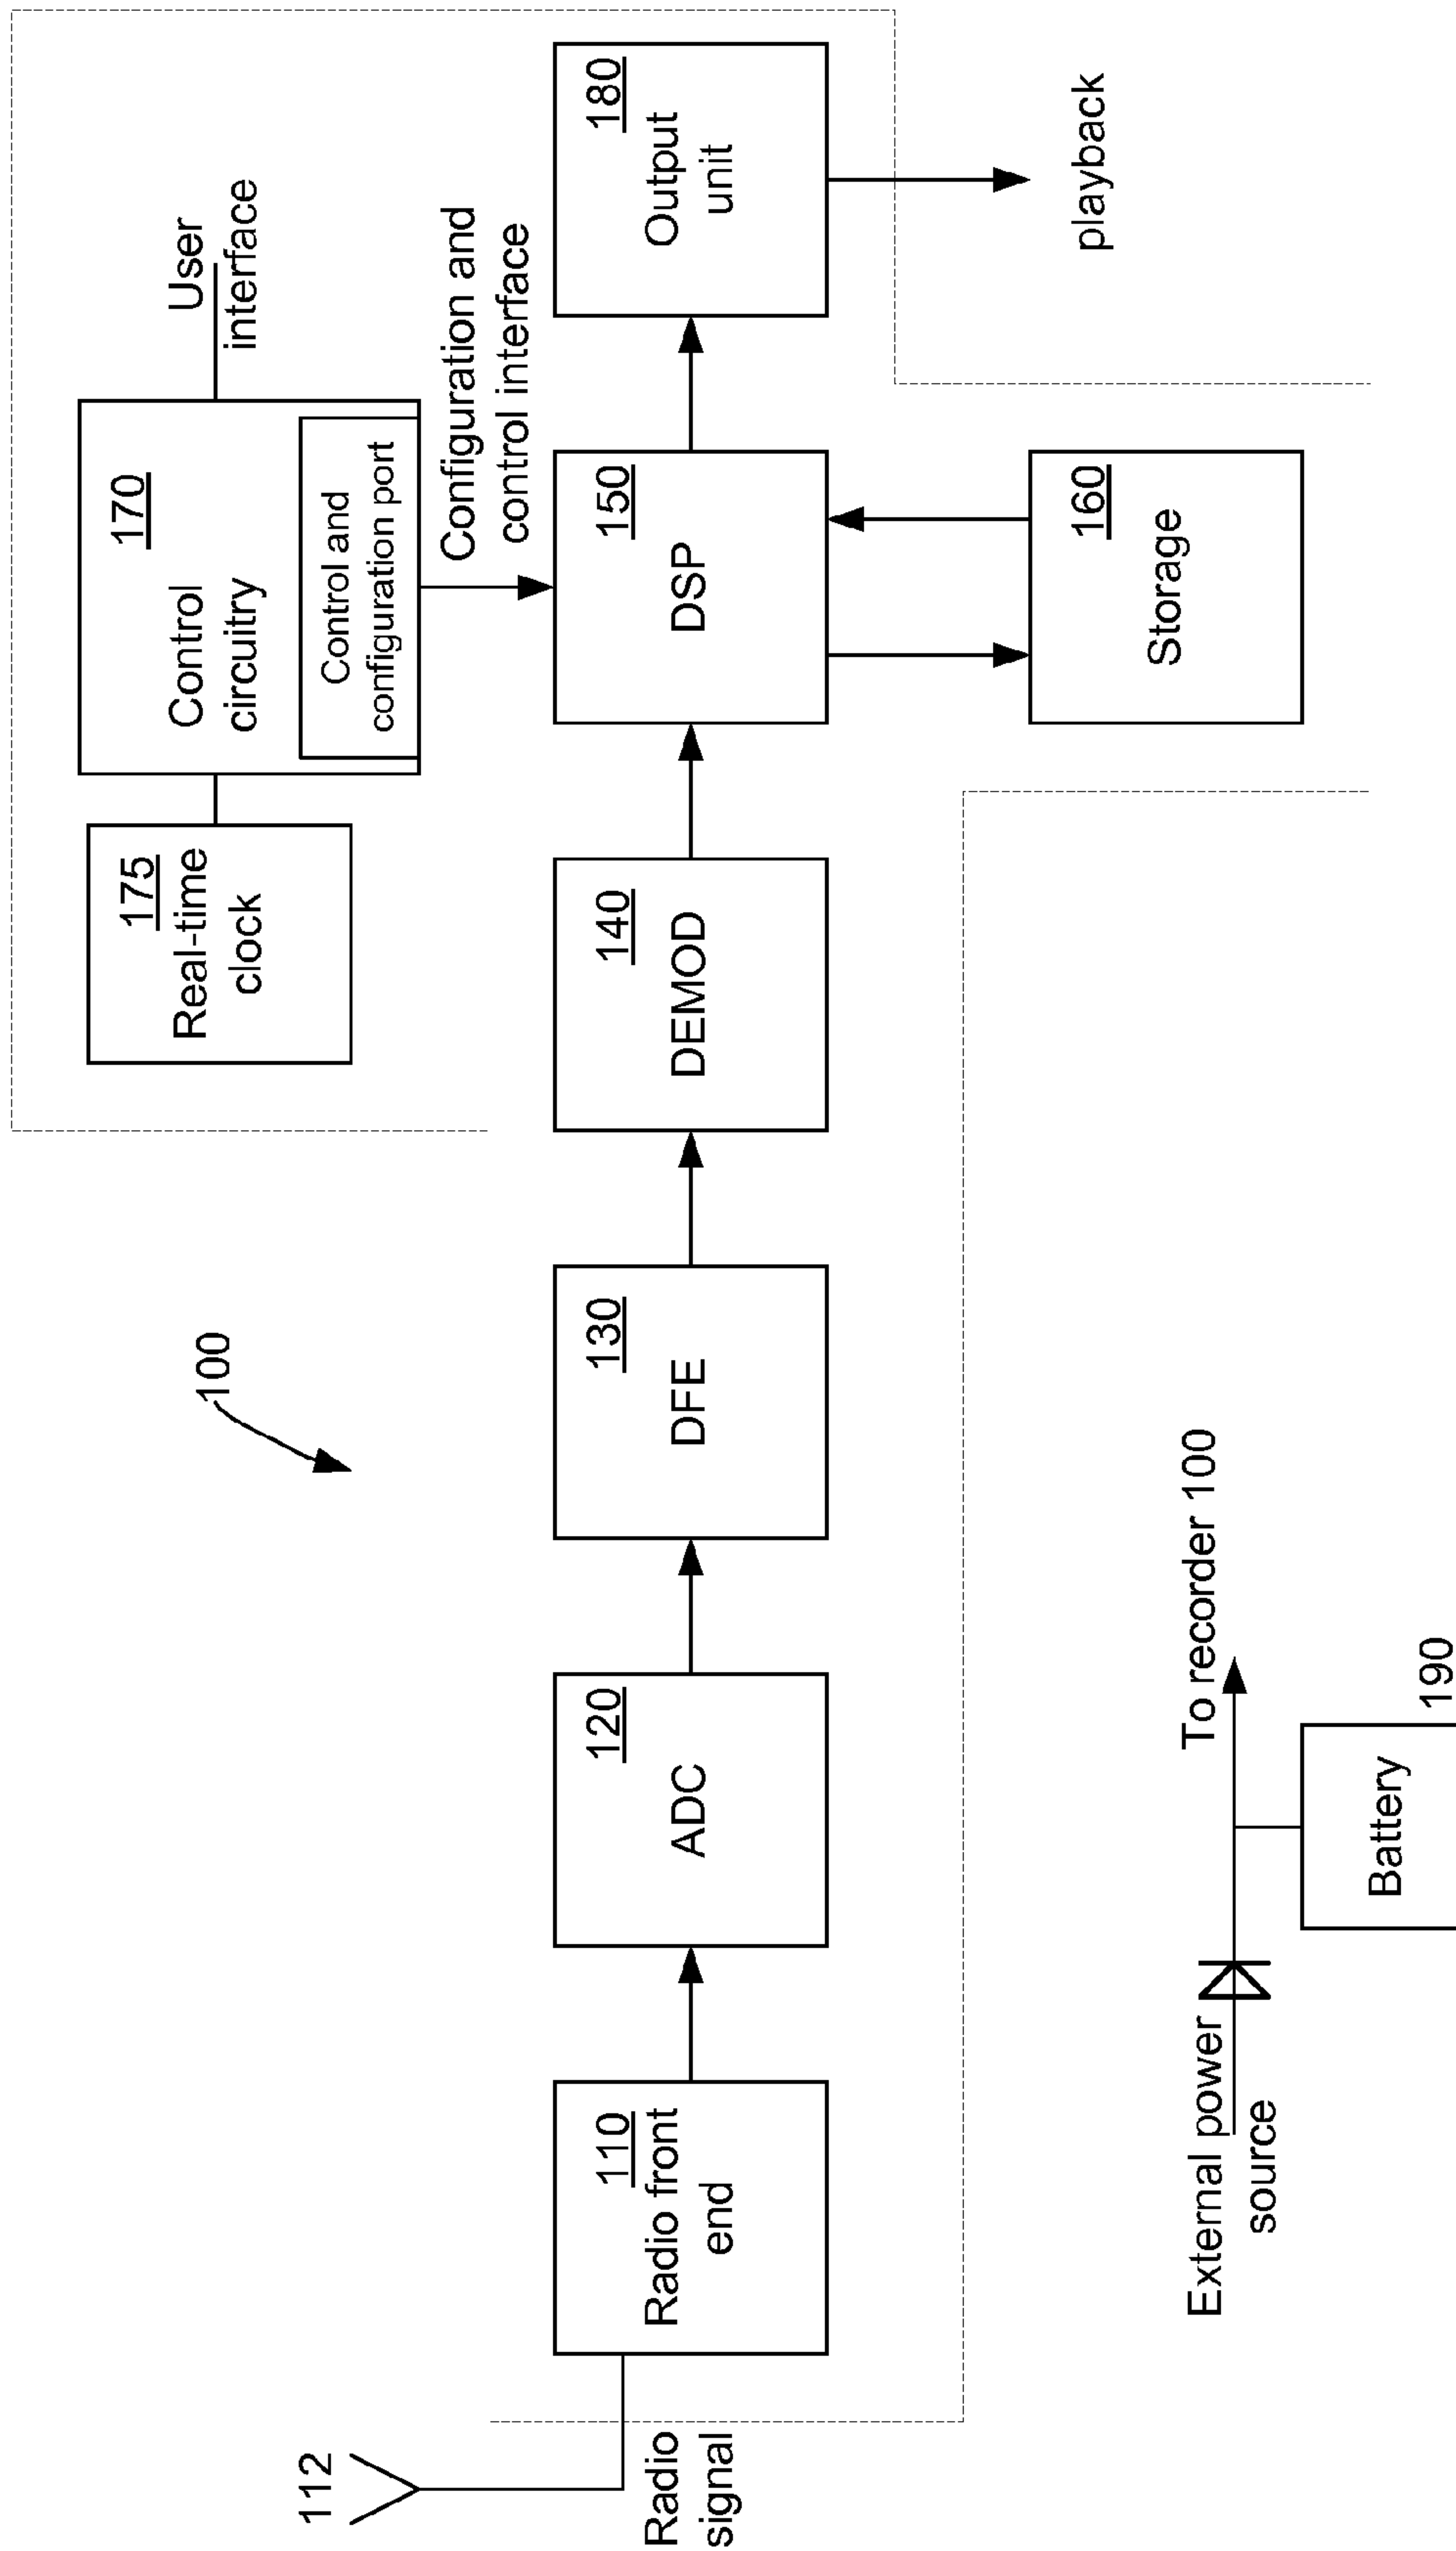 100
112
Radio
signal
110
Radio front
end
120
ADC
130
DFE
140
DEMOD
175
Real-time
clock
170
Control
circuitry
Control and
configuration port
User
interface
Configuration and
control interface
150
DSP
160
Storage
180
Output
unit
playback
External power
source
To recorder 100
Battery
190